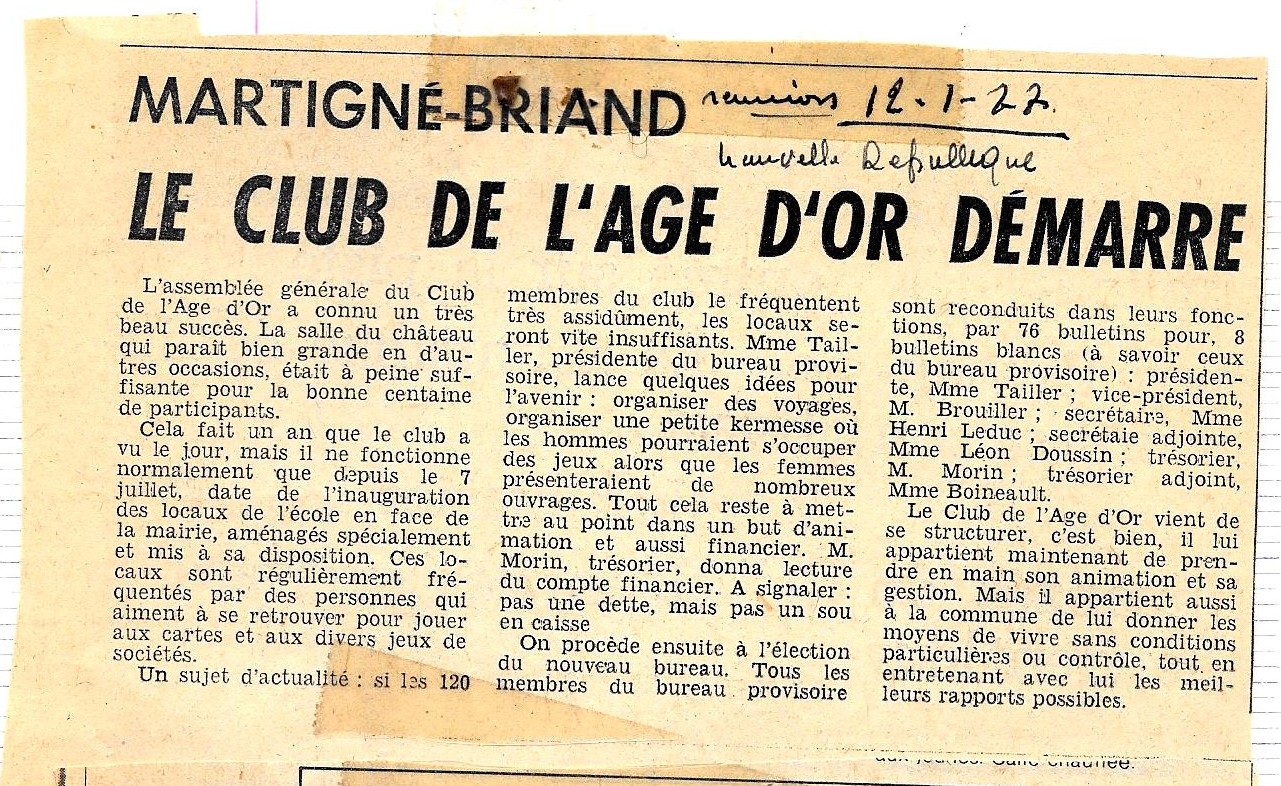 MARTIGNÉ-BRIAND
reunions 12-1-77.
Nouvelle Republique
LE CLUB DE L'AGE D'OR DÉMARRE
L'assemblée générale du Club
de l'Age d'Or a connu un très
beau succès. La salle du château
qui paraît bien grande en d'au-
tres occasions, était à peine suf-
fisante pour la bonne centaine
de participants.
Cela fait un an que le club a
vu le jour, mais il ne fonctionne
normalement que depuis le 7
juillet, date de l'inauguration
des locaux de l'école en face de
la mairie, aménagés spécialement
et mis à sa disposition. Ces lo-
caux sont régulièrement fré-
quentés par des personnes qui
aiment à se retrouver pour jouer
aux cartes et aux divers jeux de
sociétés.
Un sujet d'actualité : si les 120
membres du club le fréquentent
très assidûment, les locaux se-
ront vite insuffisants. Mme Tail-
ler, présidente du bureau provi-
soire, lance quelques idées pour
l'avenir : organiser des voyages,
organiser une petite kermesse où
les hommes pourraient s'occuper
des jeux alors que les femmes
présenteraient de nombreux
ouvrages. Tout cela reste à met-
tre au point dans un but d'ani-
mation et aussi financier. M.
Morin, trésorier, donna lecture
du compte financier. A signaler :
pas une dette, mais pas un sou
en caisse
On procède ensuite à l'élection
du nouveau bureau. Tous les
membres du bureau provisoire
sont reconduits dans leurs fonc-
tions, par 76 bulletins pour, 8
bulletins blancs (à savoir ceux
du bureau provisoire) : présiden-
te, Mme Tailler ; vice-président,
M. Brouiller ; secrétaire, Mme
Henri Leduc ; secrétaie adjointe,
Mme Léon Doussin ; trésorier,
M. Morin ; trésorier adjoint,
Mme Boineault.
Le Club de l'Age d'Or vient de
se structurer, c'est bien, il lui
appartient maintenant de pren-
dre en main son animation et sa
gestion. Mais il appartient aussi
à la commune de lui donner les
moyens de vivre sans conditions
particulières ou contrôle, tout en
entretenant avec lui les meil-
leurs rapports possibles.